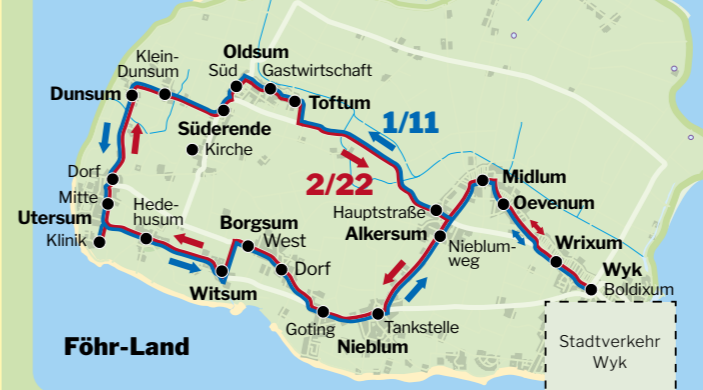 Oldsum
Klein-
Dunsum
Süd
Gastwirtschaft
Dunsum
Toftum
Süderende
Kirche
1/11
2/22
Dorf
Mitte
Utersum
Klinik
Hede-
husum
Borgsum
West
Dorf
Witsum
Hauptstraße
Alkersum
Nieblum-
weg
Midlum
Oevenum
Wrixum
Wyk
Boldixum
Goting
Tankstelle
Nieblum
Föhr-Land
Stadtverkehr
Wyk